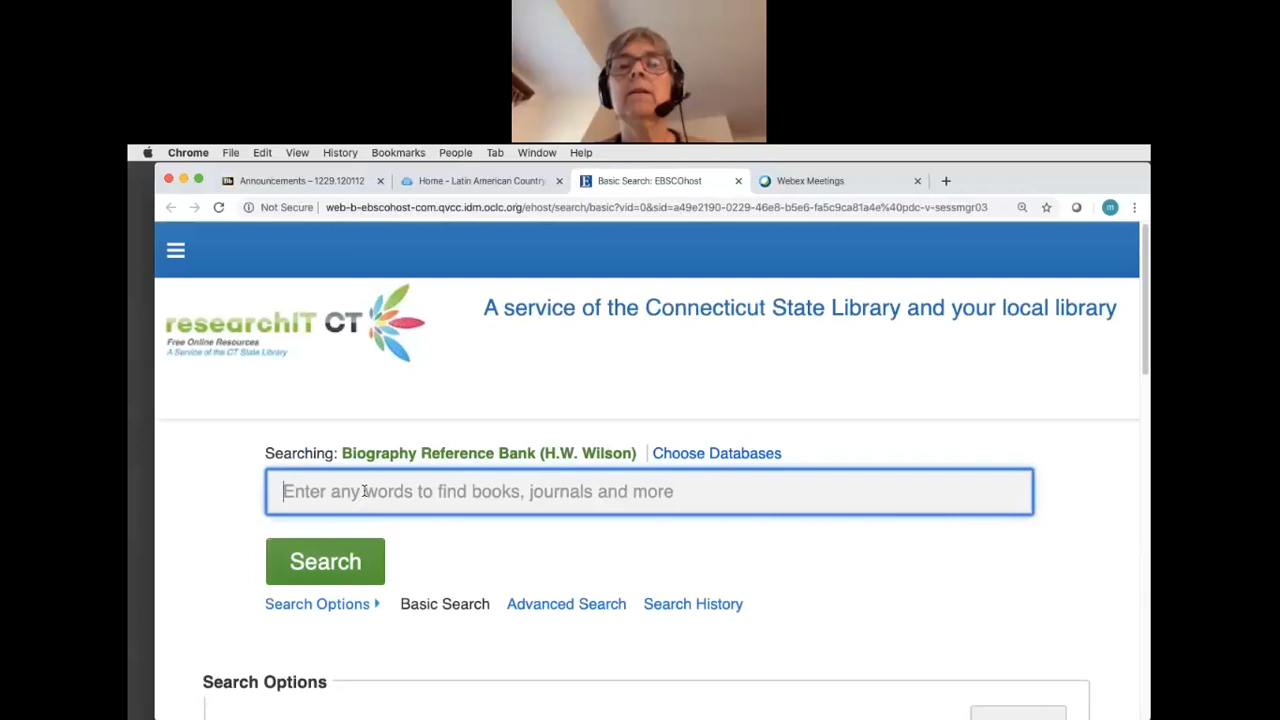 Chrome File Edit View History Bookmarks People Tab Window Help
Announcements – 1229.120112 Home - Latin American Country Basic Search: EBSCOhost Webex Meetings
Not Secure web-b-ebscohost-com.qvcc.idm.oclc.org/ehost/search/basic?vid=0&sid=a49e2190-0229-46e8-b5e6-fa5c9ca81a4e%40pdc-v-sessmgr03 m
researchIT CT
Free Online Resources
A Service of the CT State Library
A service of the Connecticut State Library and your local library
Searching: Biography Reference Bank (H.W. Wilson) Choose Databases
Enter any words to find books, journals and more
Search
Search Options Basic Search Advanced Search Search History
Search Options